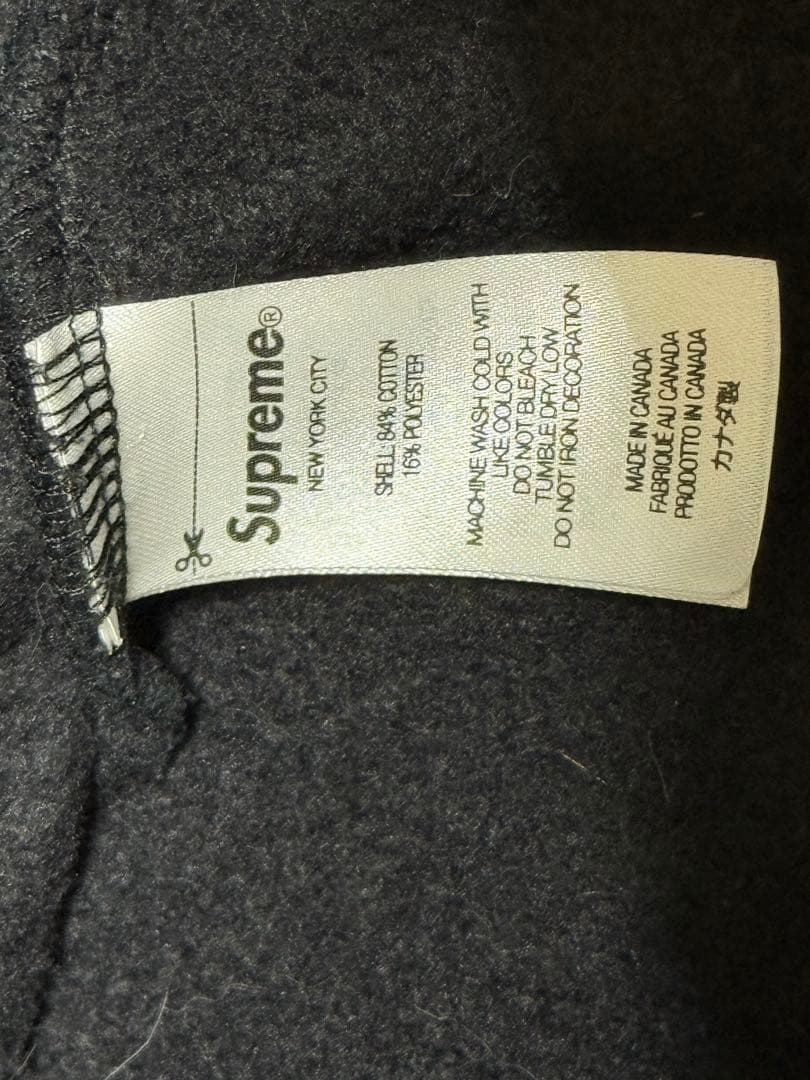 Supreme®
NEW YORK CITY
SHELL: 84% COTTON
16% POLYESTER
MACHINE WASH COLD WITH
LIKE COLORS
DO NOT BLEACH
TUMBLE DRY LOW
DO NOT IRON DECORATION
MADE IN CANADA
FABRIQUÉ AU CANADA
PRODOTTO IN CANADA
カナダ製